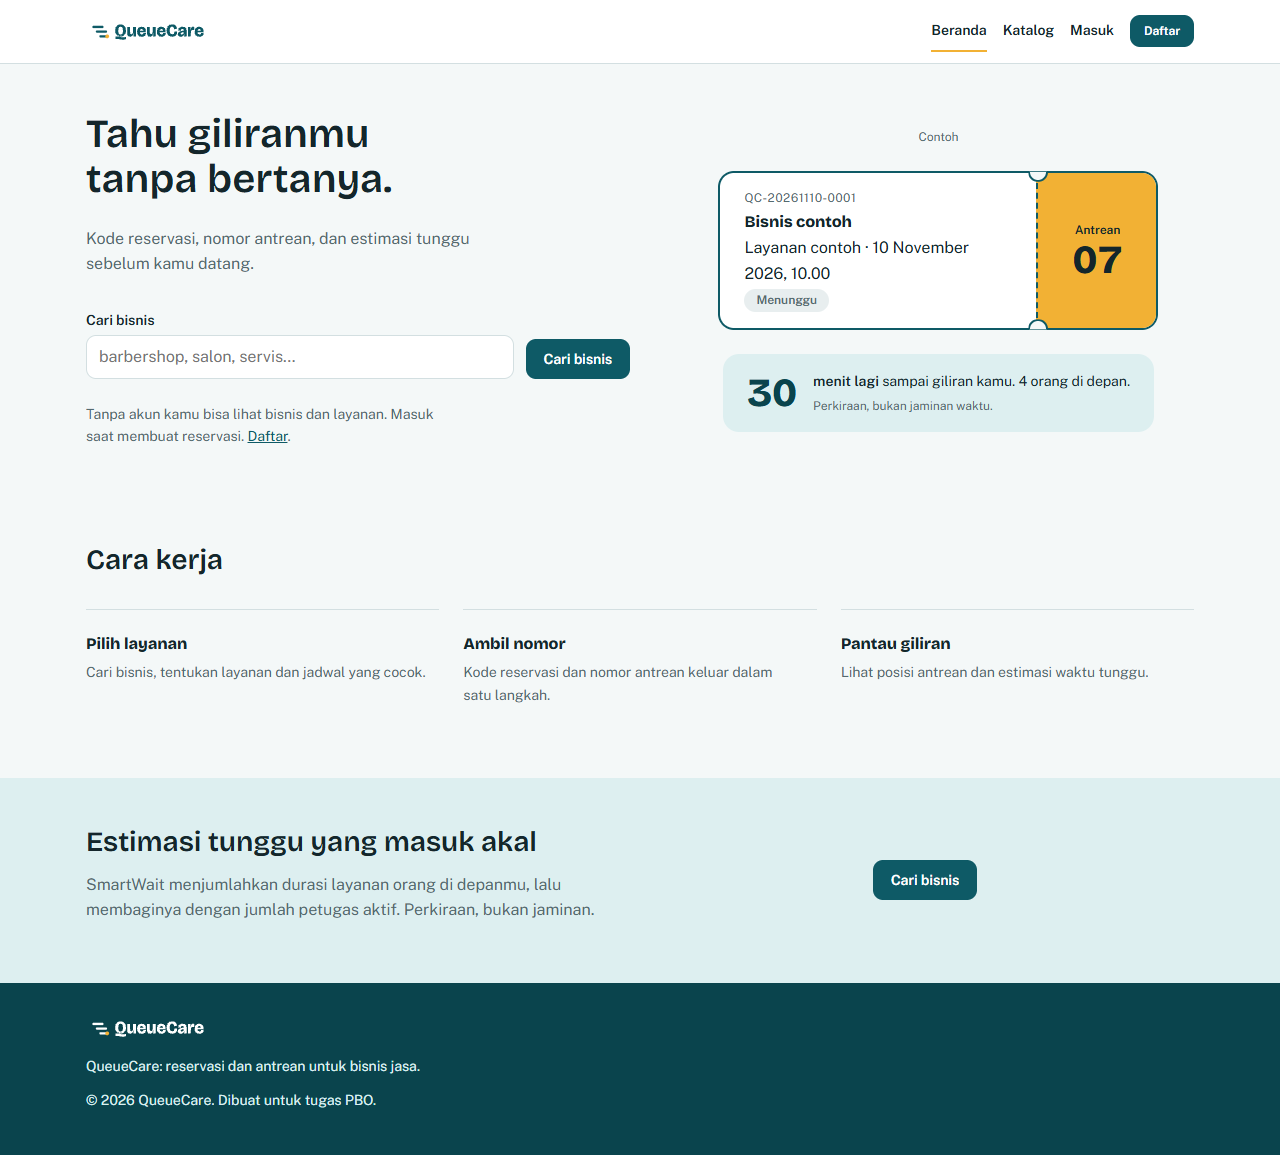 QueueCare
Beranda Katalog Masuk Daftar
Tahu giliranmu
tanpa bertanya.
Kode reservasi, nomor antrean, dan estimasi tunggu
sebelum kamu datang.
Cari bisnis
barbershop, salon, servis...
Cari bisnis
Tanpa akun kamu bisa lihat bisnis dan layanan. Masuk
saat membuat reservasi. Daftar.
Contoh
QC-20261110-0001
Bisnis contoh
Layanan contoh · 10 November
2026, 10.00
Menunggu
Antrean
07
30
menit lagi sampai giliran kamu. 4 orang di depan.
Perkiraan, bukan jaminan waktu.
Cara kerja
Pilih layanan
Cari bisnis, tentukan layanan dan jadwal yang cocok.
Ambil nomor
Kode reservasi dan nomor antrean keluar dalam
satu langkah.
Pantau giliran
Lihat posisi antrean dan estimasi waktu tunggu.
Estimasi tunggu yang masuk akal
SmartWait menjumlahkan durasi layanan orang di depanmu, lalu
membaginya dengan jumlah petugas aktif. Perkiraan, bukan jaminan.
Cari bisnis
QueueCare
QueueCare: reservasi dan antrean untuk bisnis jasa.
© 2026 QueueCare. Dibuat untuk tugas PBO.